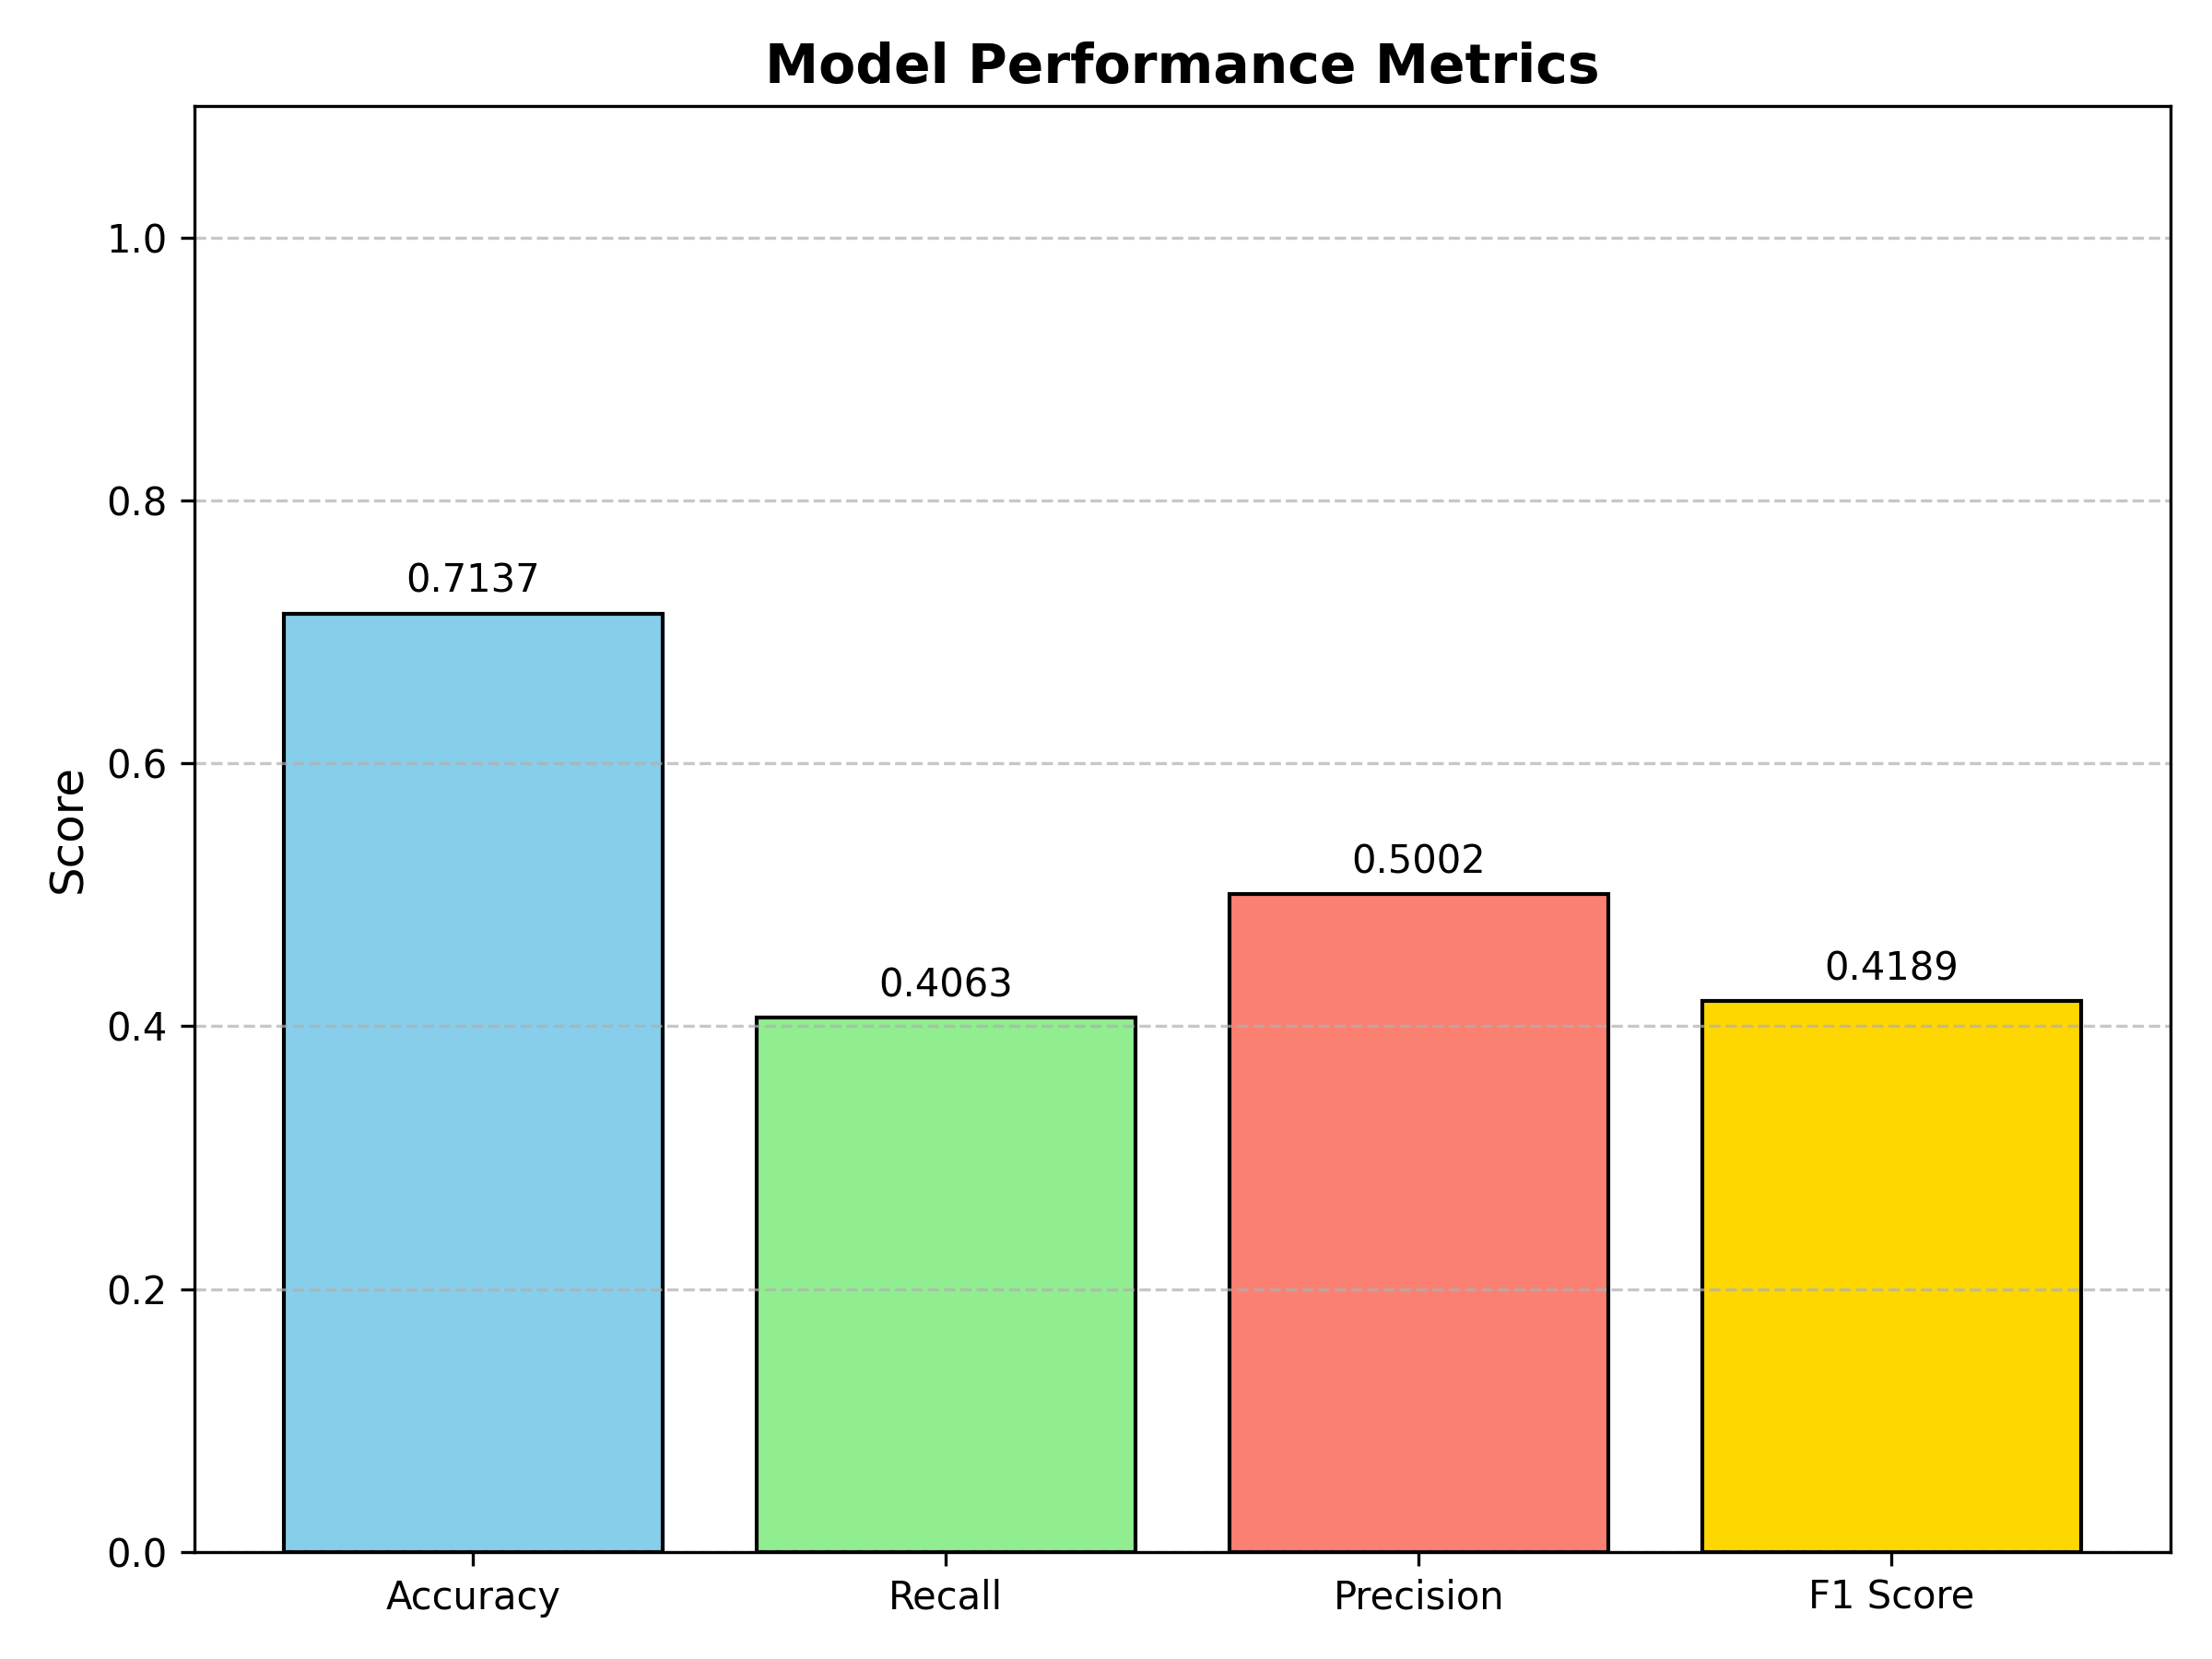 Model Performance Metrics
1.0
0.8
0.6
0.4
0.2
0.0
Score
0.7137
0.4063
0.5002
0.4189
Accuracy
Recall
Precision
F1 Score